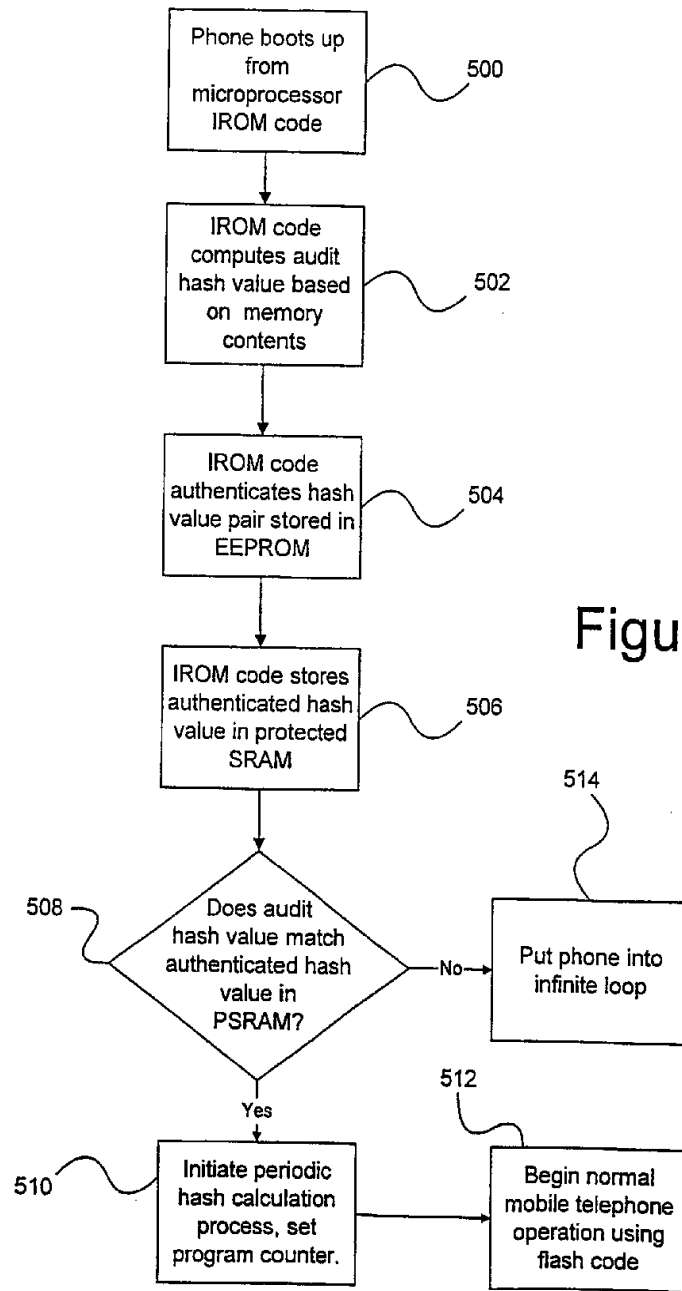 Phone boots up
from
microprocessor
IROM code
500
IROM code
computes audit
hash value based
on memory
contents
502
IROM code
authenticates hash
value pair stored in
EEPROM
504
Figu
IROM code stores
authenticated hash
value in protected
SRAM
506
514
508
Does audit
hash value match
authenticated hash
value in
PSRAM?
No
Put phone into
infinite loop
Yes
512
510
Initiate periodic
hash calculation
process, set
program counter.
Begin normal
mobile telephone
operation using
flash code